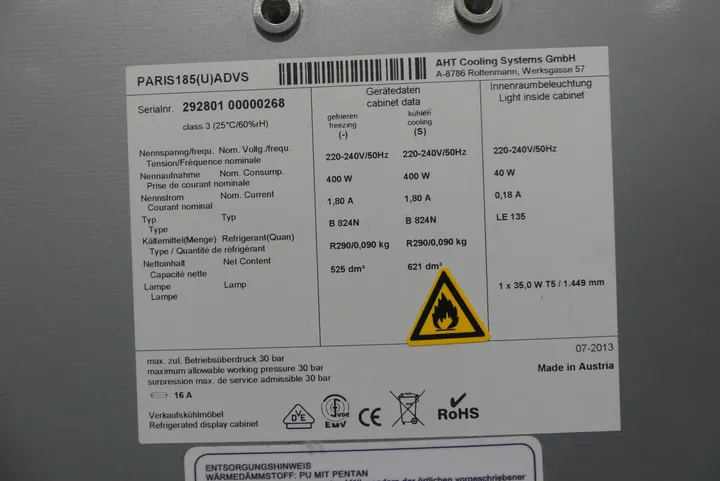 PARIS185(U)ADVS
AHT Cooling Systems GmbH
A-8786 Rottenmann, Werksgasse 57
Serialnr. 292801 00000268
class 3 (25°C/60%rH)
Gerätedaten
cabinet data
gefrieren
freezing
(-)
kühlen
cooling
(S)
Innenraumbeleuchtung
Light inside cabinet
Nennspanng/frequ. Nom. Voltg./frequ.
Tension/Fréquence nominale
220-240V/50Hz 220-240V/50Hz 220-240V/50Hz
Nennaufnahme Nom. Consump.
Prise de courant nominale
400 W 400 W 40 W
Nennstrom Nom. Current
Courant nominal
1,80 A 1,80 A 0,18 A
Typ Typ
Type
B 824N B 824N LE 135
Kältemittel(Menge) Refrigerant(Quan)
Type / Quantité de réfrigérant
R290/0,090 kg R290/0,090 kg
Nettoinhalt Net Content
Capacité nette
525 dm³ 621 dm³
Lampe Lamp
Lampe
1 x 35,0 W T5 / 1.449 mm
07-2013
Made in Austria
max. zul. Betriebsüberdruck 30 bar
maximum allowable working pressure 30 bar
surpression max. de service admissible 30 bar
16 A
Verkaufskühlmöbel
Refrigerated display cabinet
VDE
VDE
EMV
CE
RoHS
ENTSORGUNGSHINWEIS
WÄRMEDÄMMSTOFF: PU MIT PENTAN
der örtlichen vorgeschriebener